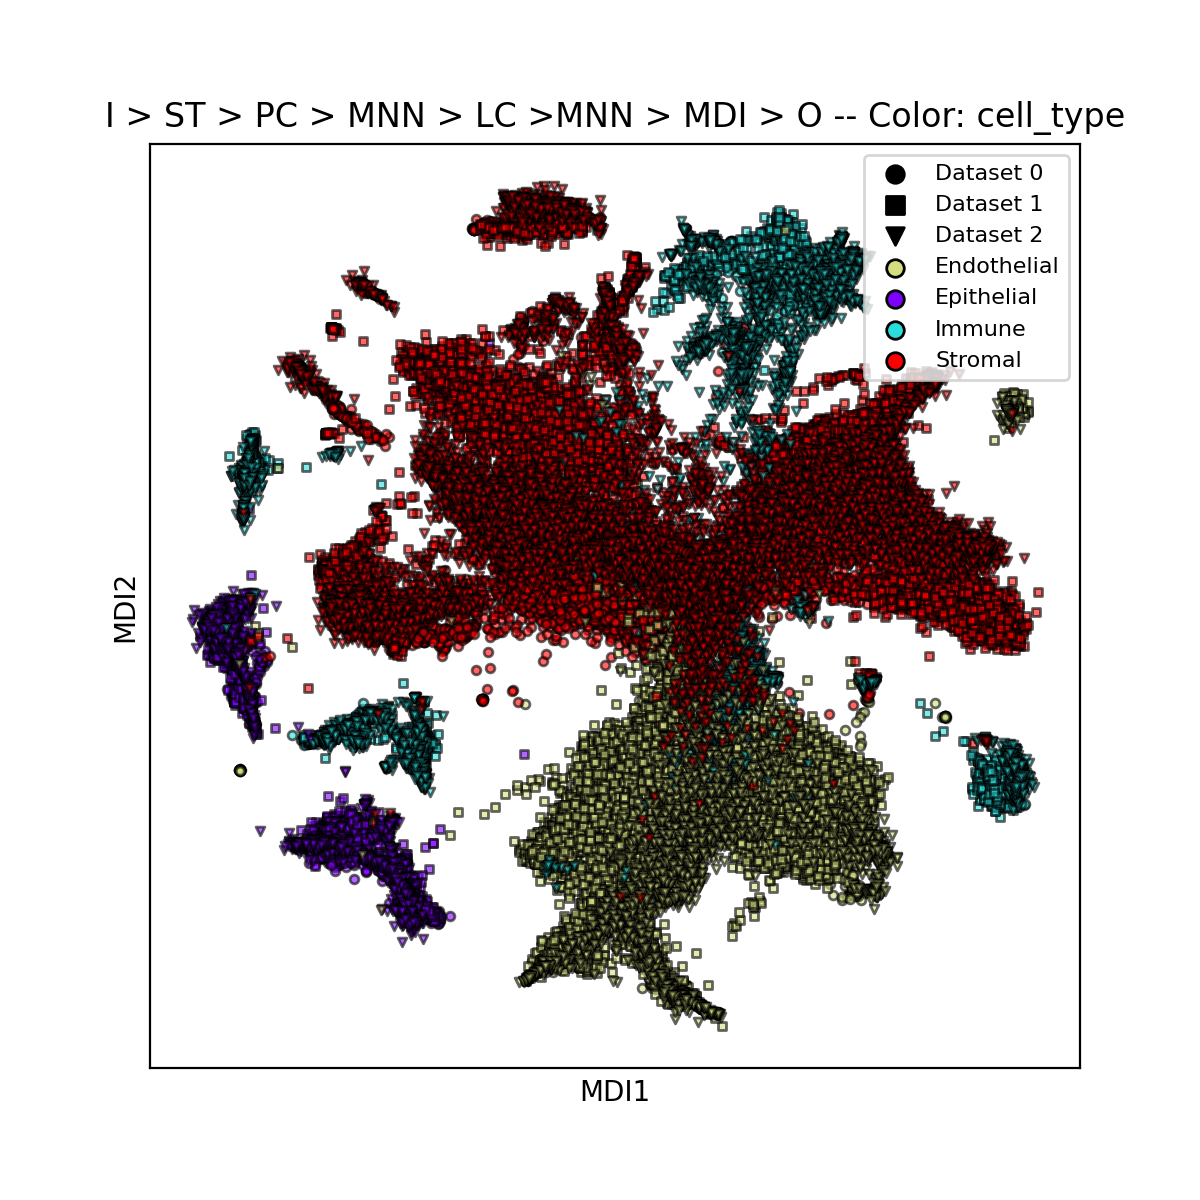 I > ST > PC > MNN > LC >MNN > MDI > O -- Color: cell_type
Dataset 0
Dataset 1
Dataset 2
Endothelial
Epithelial
Immune
Stromal
MDI2
MDI1